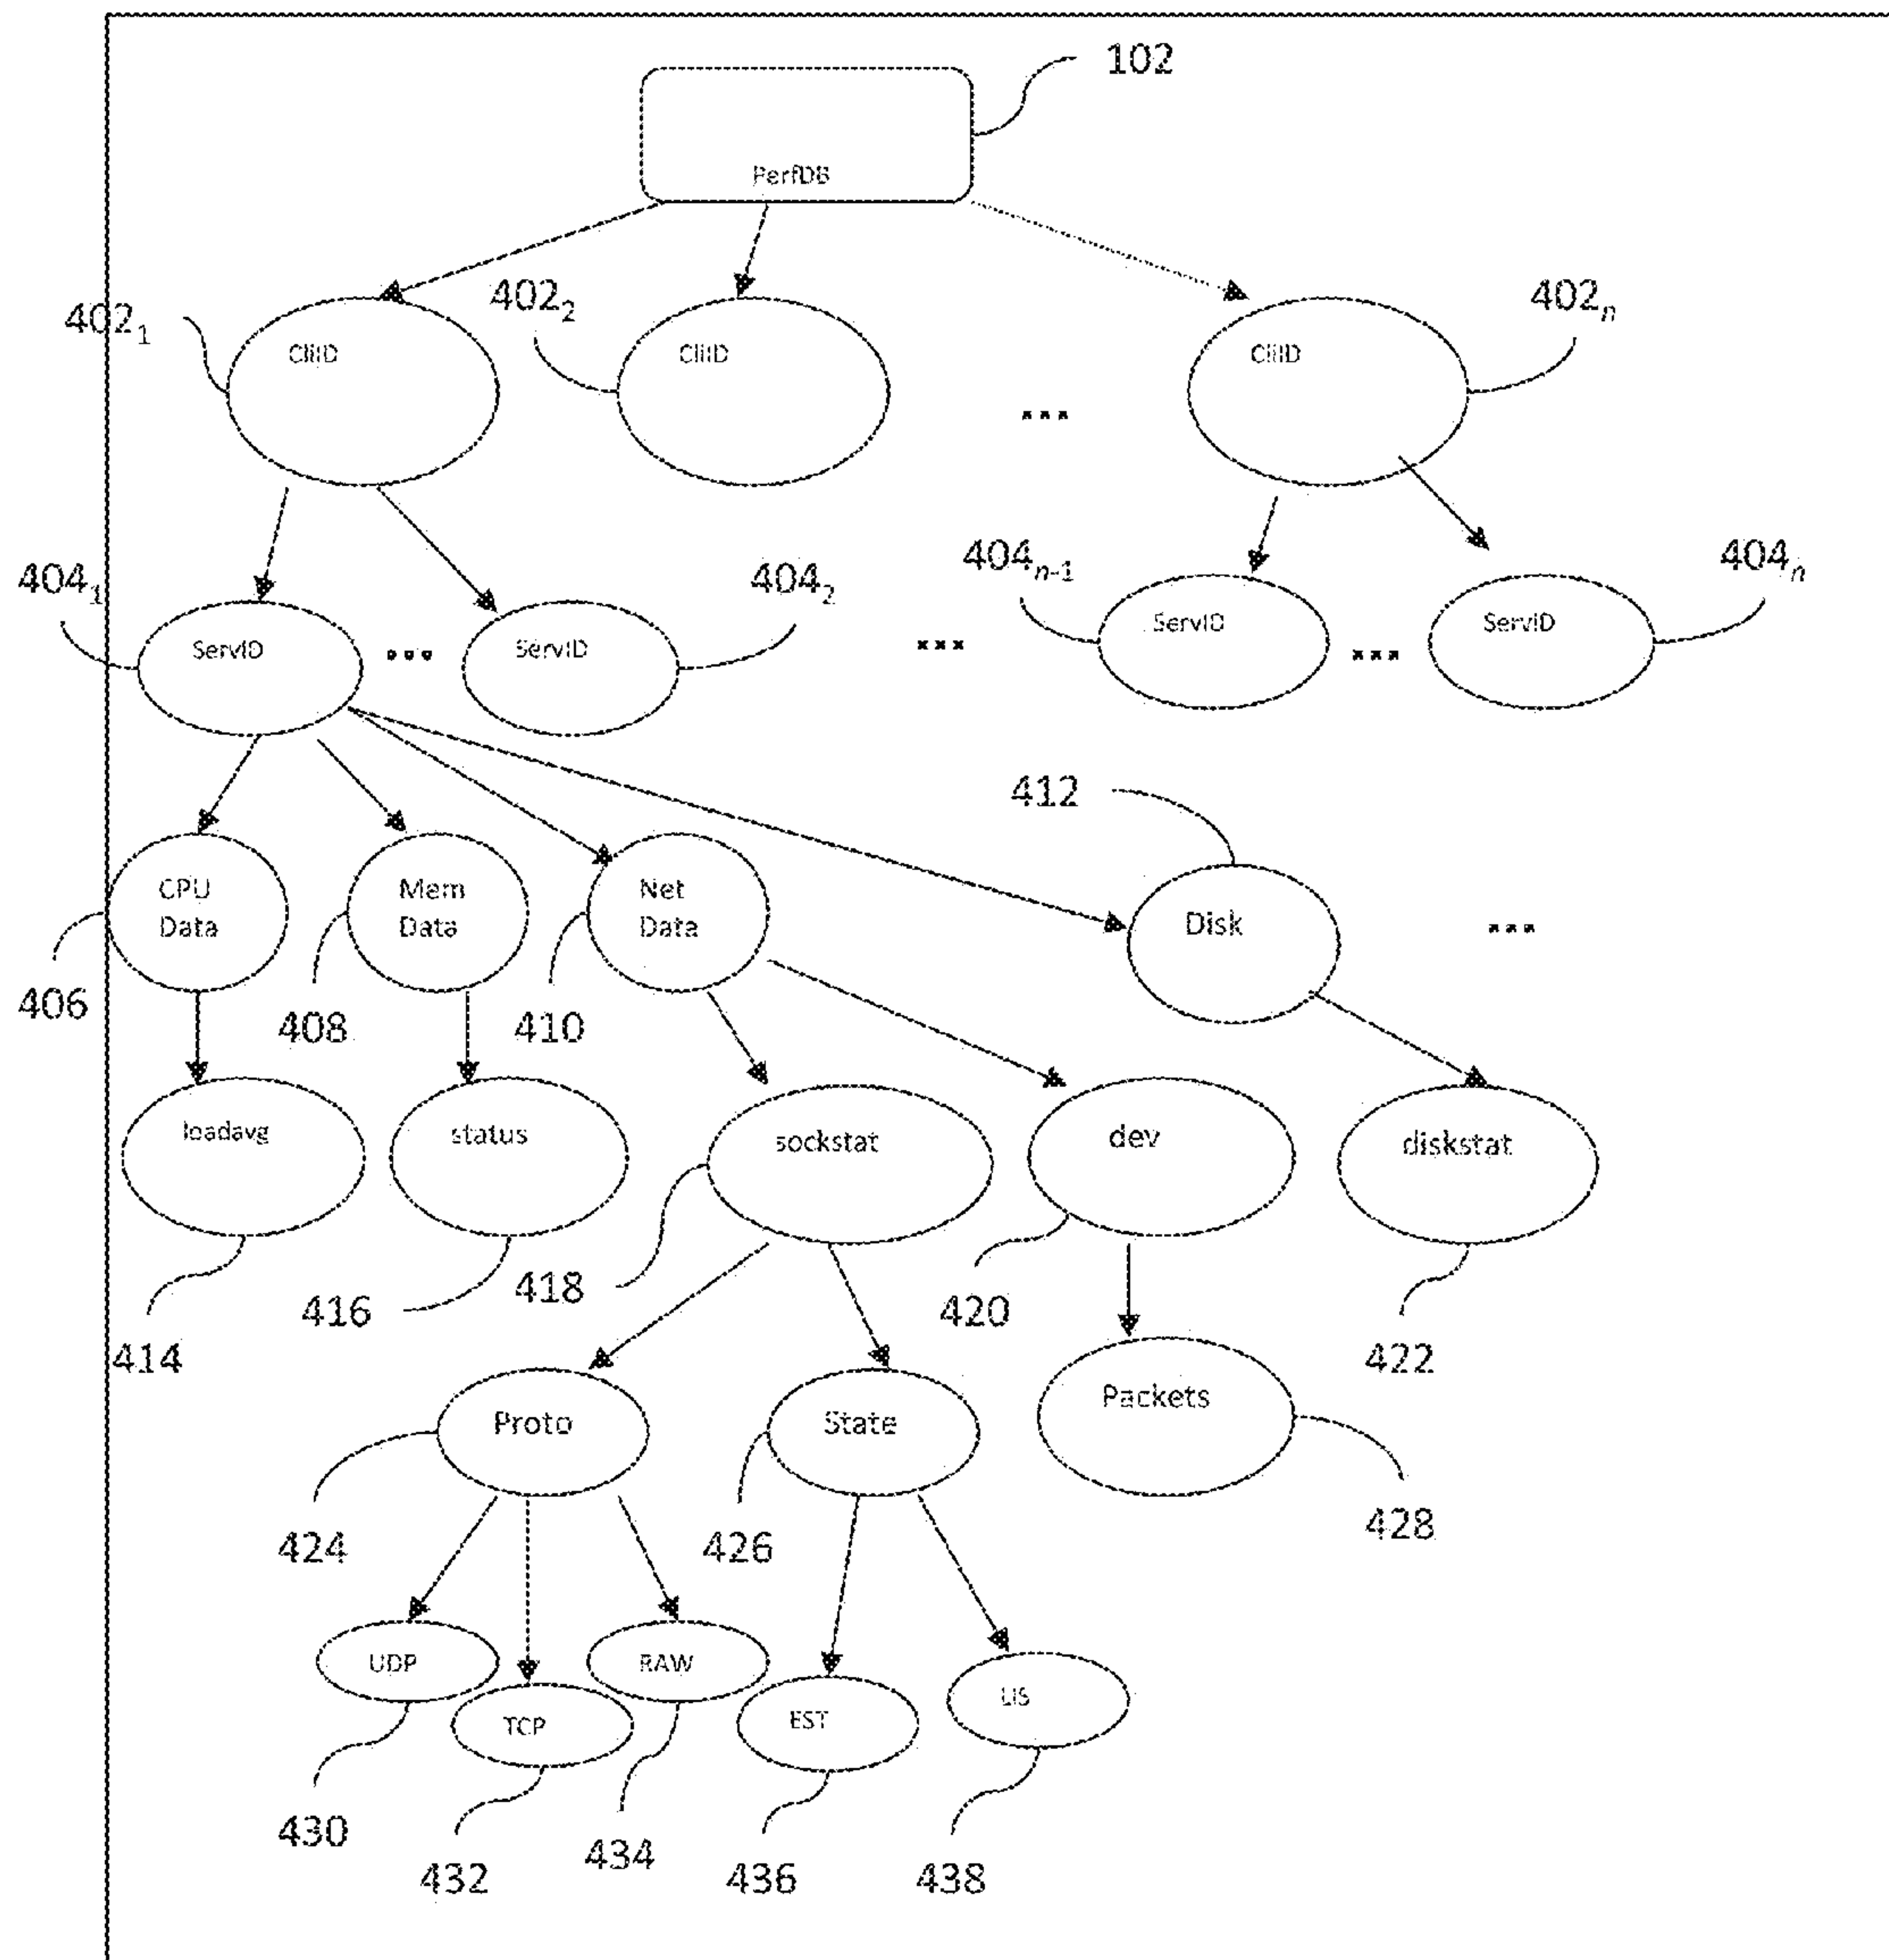 102
PerfDB
402₁
402₂
402ₙ
CliID
CliID
CliID
...
404₁
404₂
404ₙ₋₁
404ₙ
ServID
...
ServID
...
ServID
...
ServID
412
CPU
Data
Mem
Data
Net
Data
Disk
...
406
408
410
loadavg
status
sockstat
dev
diskstat
414
416
418
420
422
Proto
State
Packets
424
426
428
UDP
TCP
RAW
EST
LIS
430
432
434
436
438